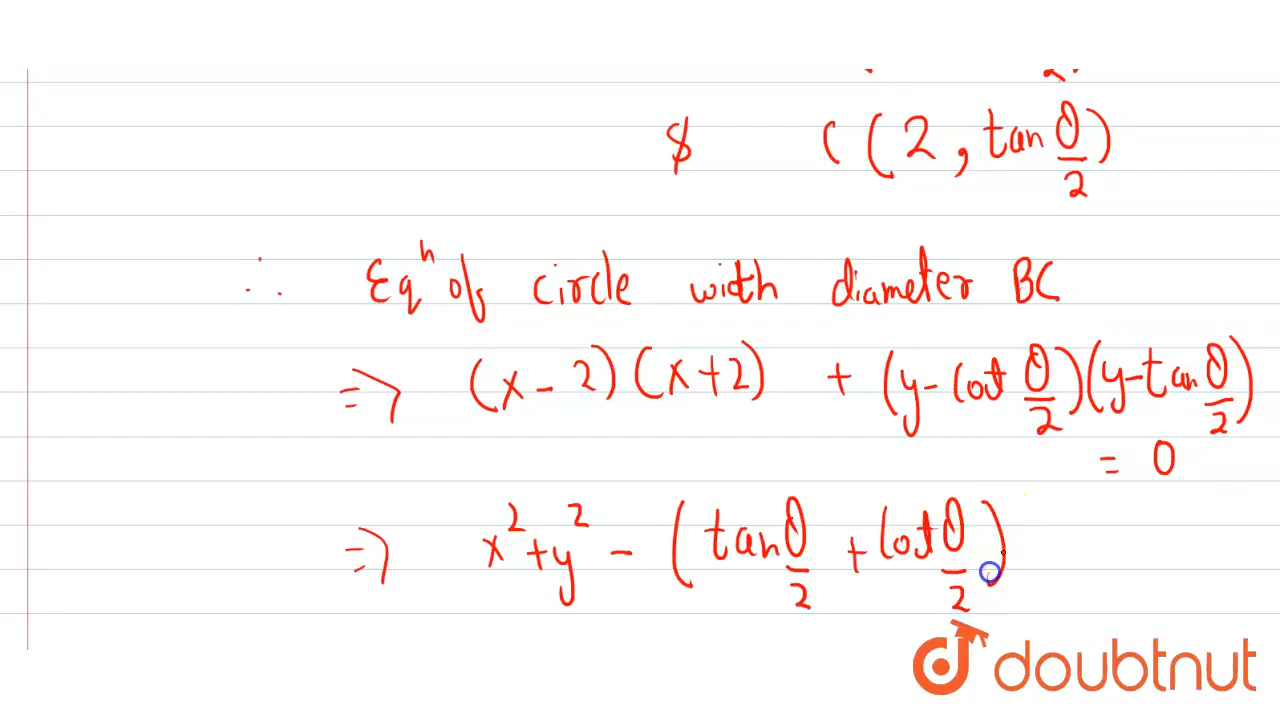 $ C(2, tan θ/2)
∴ Eqⁿ of circle with diameter BC
=> (x-2)(x+2) + (y-cot θ/2)(y-tan θ/2)
= 0
=> x²+y² - (tan θ/2 + cot θ/2)
doubtnut